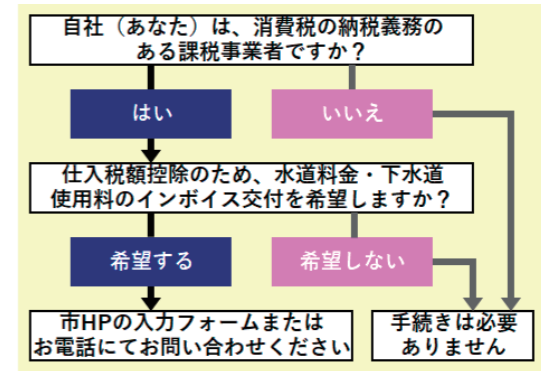 自社（あなた）は、消費税の納税義務の
ある課税事業者ですか？
はい
いいえ
仕入税額控除のため、水道料金・下水道
使用料のインボイス交付を希望しますか？
希望する
希望しない
市HPの入力フォームまたは
お電話にてお問い合わせください
手続きは必要
ありません